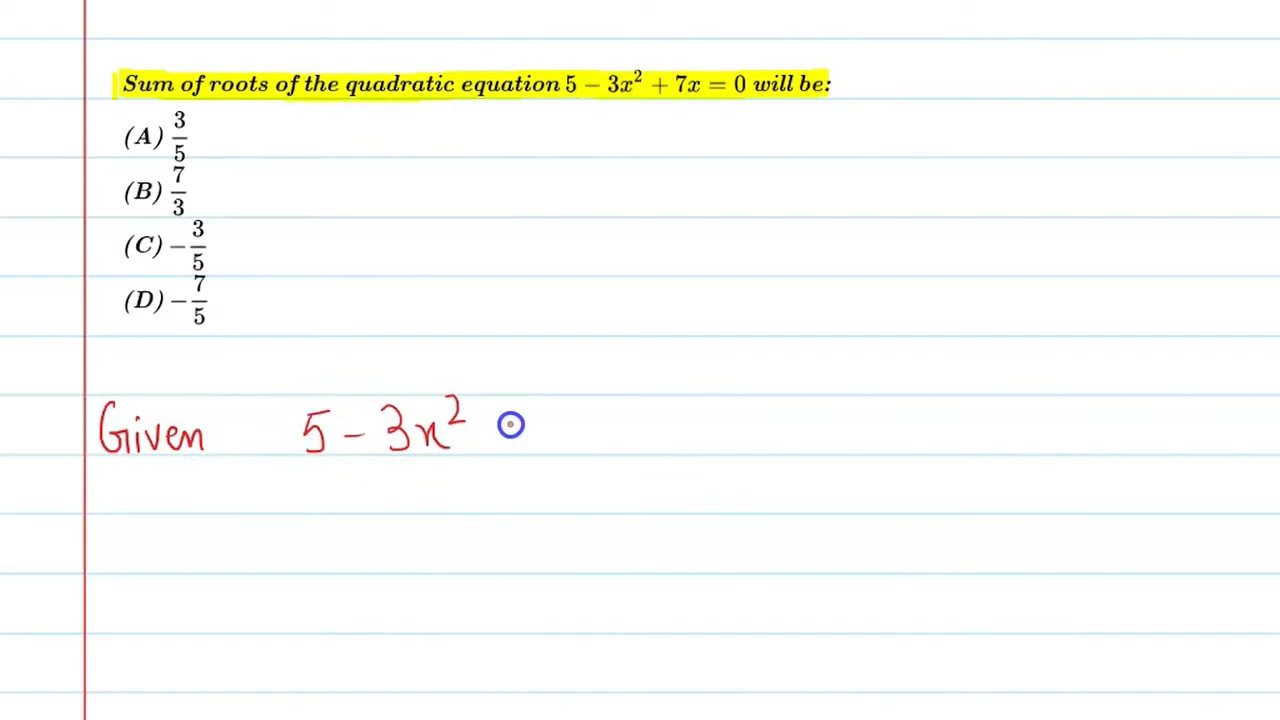 Sum of roots of the quadratic equation 5 − 3x² + 7x = 0 will be:
(A) 3/5
(B) 7/3
(C) −3/5
(D) −7/5
Given 5 − 3x²